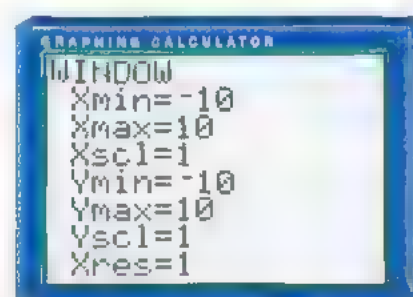 GRAPHING CALCULATOR
WINDOW
Xmin=-10
Xmax=10
Xscl=1
Ymin=-10
Ymax=10
Yscl=1
Xres=1